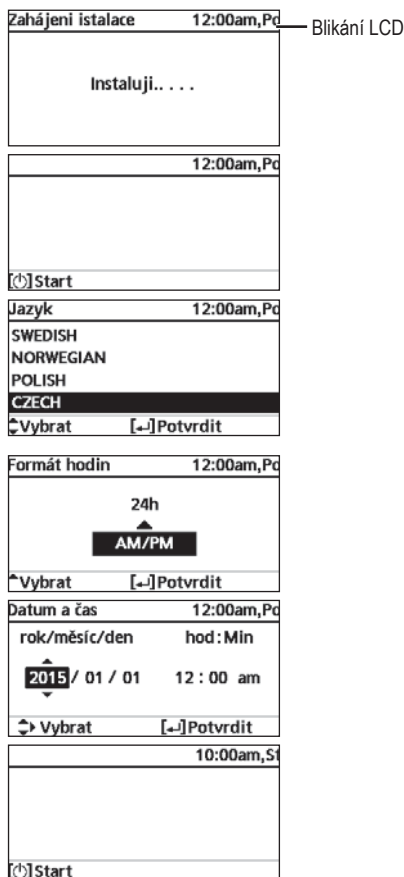 Zahájeni istalace 12:00am,Po
Blikání LCD
Instaluji.. . . .
12:00am,Po
[⏻]Start
Jazyk 12:00am,Po
SWEDISH
NORWEGIAN
POLISH
CZECH
Vybrat [↵]Potvrdit
Formát hodin 12:00am,Po
24h
AM/PM
Vybrat [↵]Potvrdit
Datum a čas 12:00am,Po
rok/měsíc/den hod:Min
2015 / 01 / 01 12 : 00 am
Vybrat [↵]Potvrdit
10:00am,St
[⏻]Start